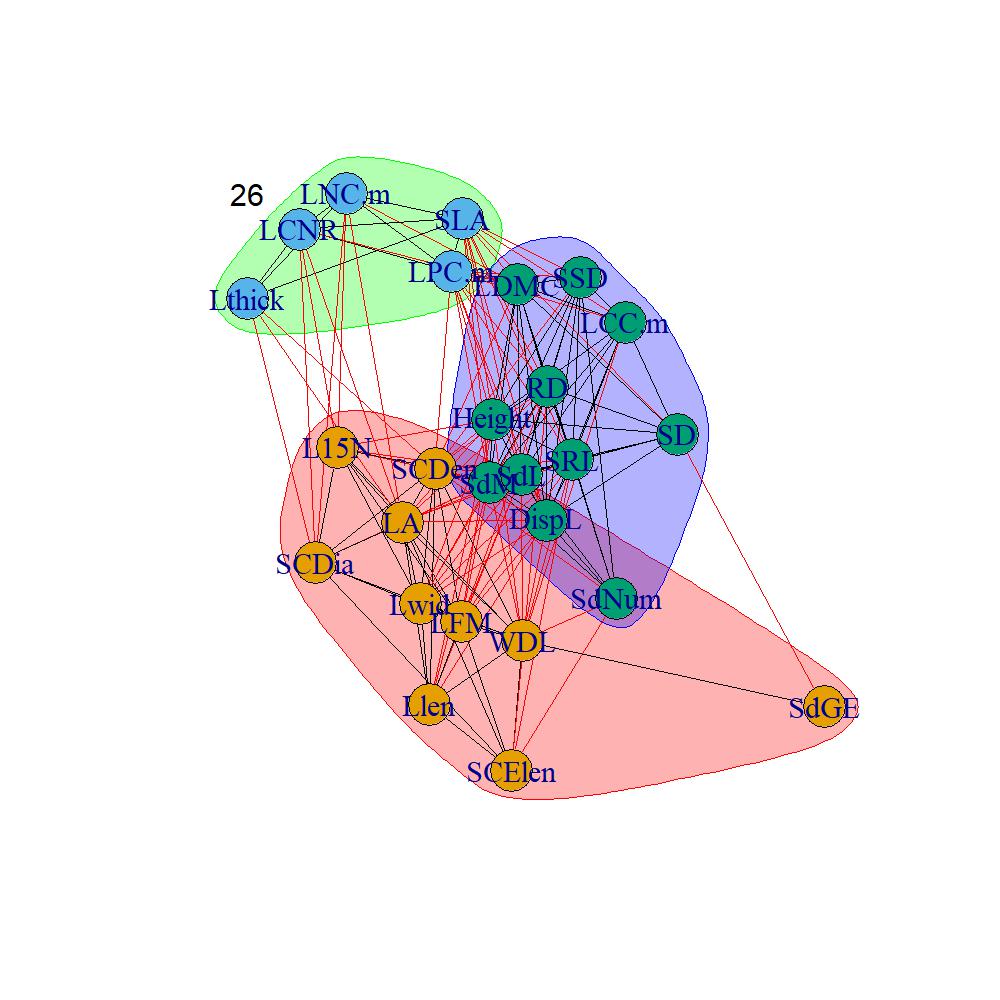 26
LNC.m
LCNR
SLA
LPC.m
Lthick
LDMC
SSD
LCC.m
RD
Height
SD
L15N
SCDen
SRL
SdM
SdL
LA
DispL
SCDia
Lwid
SdNum
LFM
WDL
Llen
SdGE
SCElen